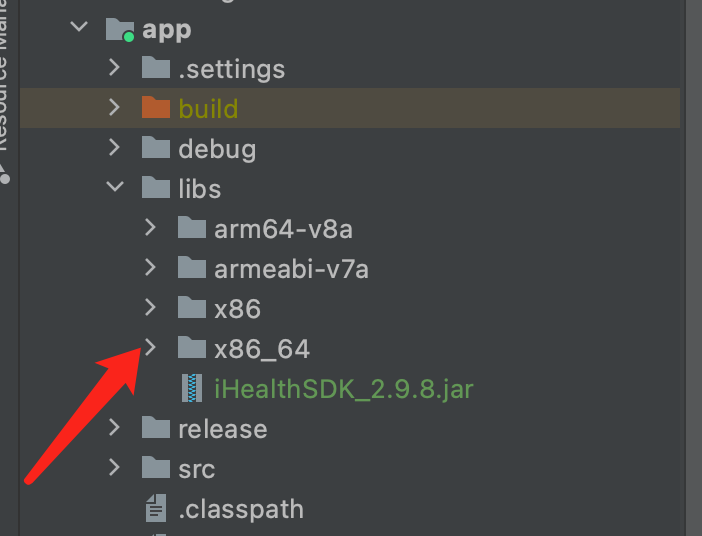 Resource Mana
app
.settings
build
debug
libs
arm64-v8a
armeabi-v7a
x86
x86_64
iHealthSDK_2.9.8.jar
release
src
.classpath